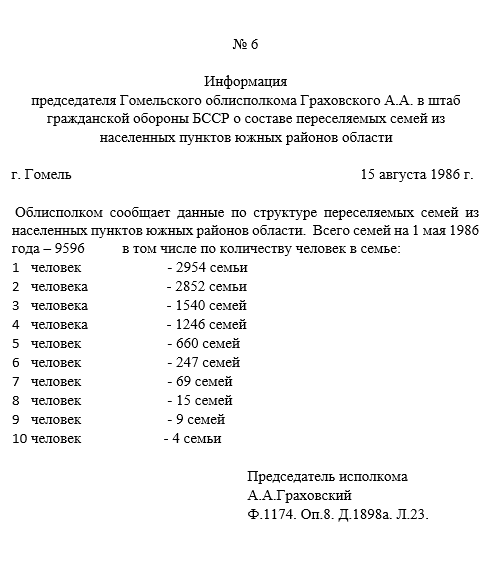 № 6
Информация
председателя Гомельского облисполкома Граховского А.А. в штаб
гражданской обороны БССР о составе переселяемых семей из
населенных пунктов южных районов области
г. Гомель 15 августа 1986 г.
Облисполком сообщает данные по структуре переселяемых семей из
населенных пунктов южных районов области. Всего семей на 1 мая 1986
года – 9596 в том числе по количеству человек в семье:
1 человек - 2954 семьи
2 человека - 2852 семьи
3 человека - 1540 семей
4 человека - 1246 семей
5 человек - 660 семей
6 человек - 247 семей
7 человек - 69 семей
8 человек - 15 семей
9 человек - 9 семей
10 человек - 4 семьи
Председатель исполкома
А.А.Граховский
Ф.1174. Оп.8. Д.1898а. Л.23.